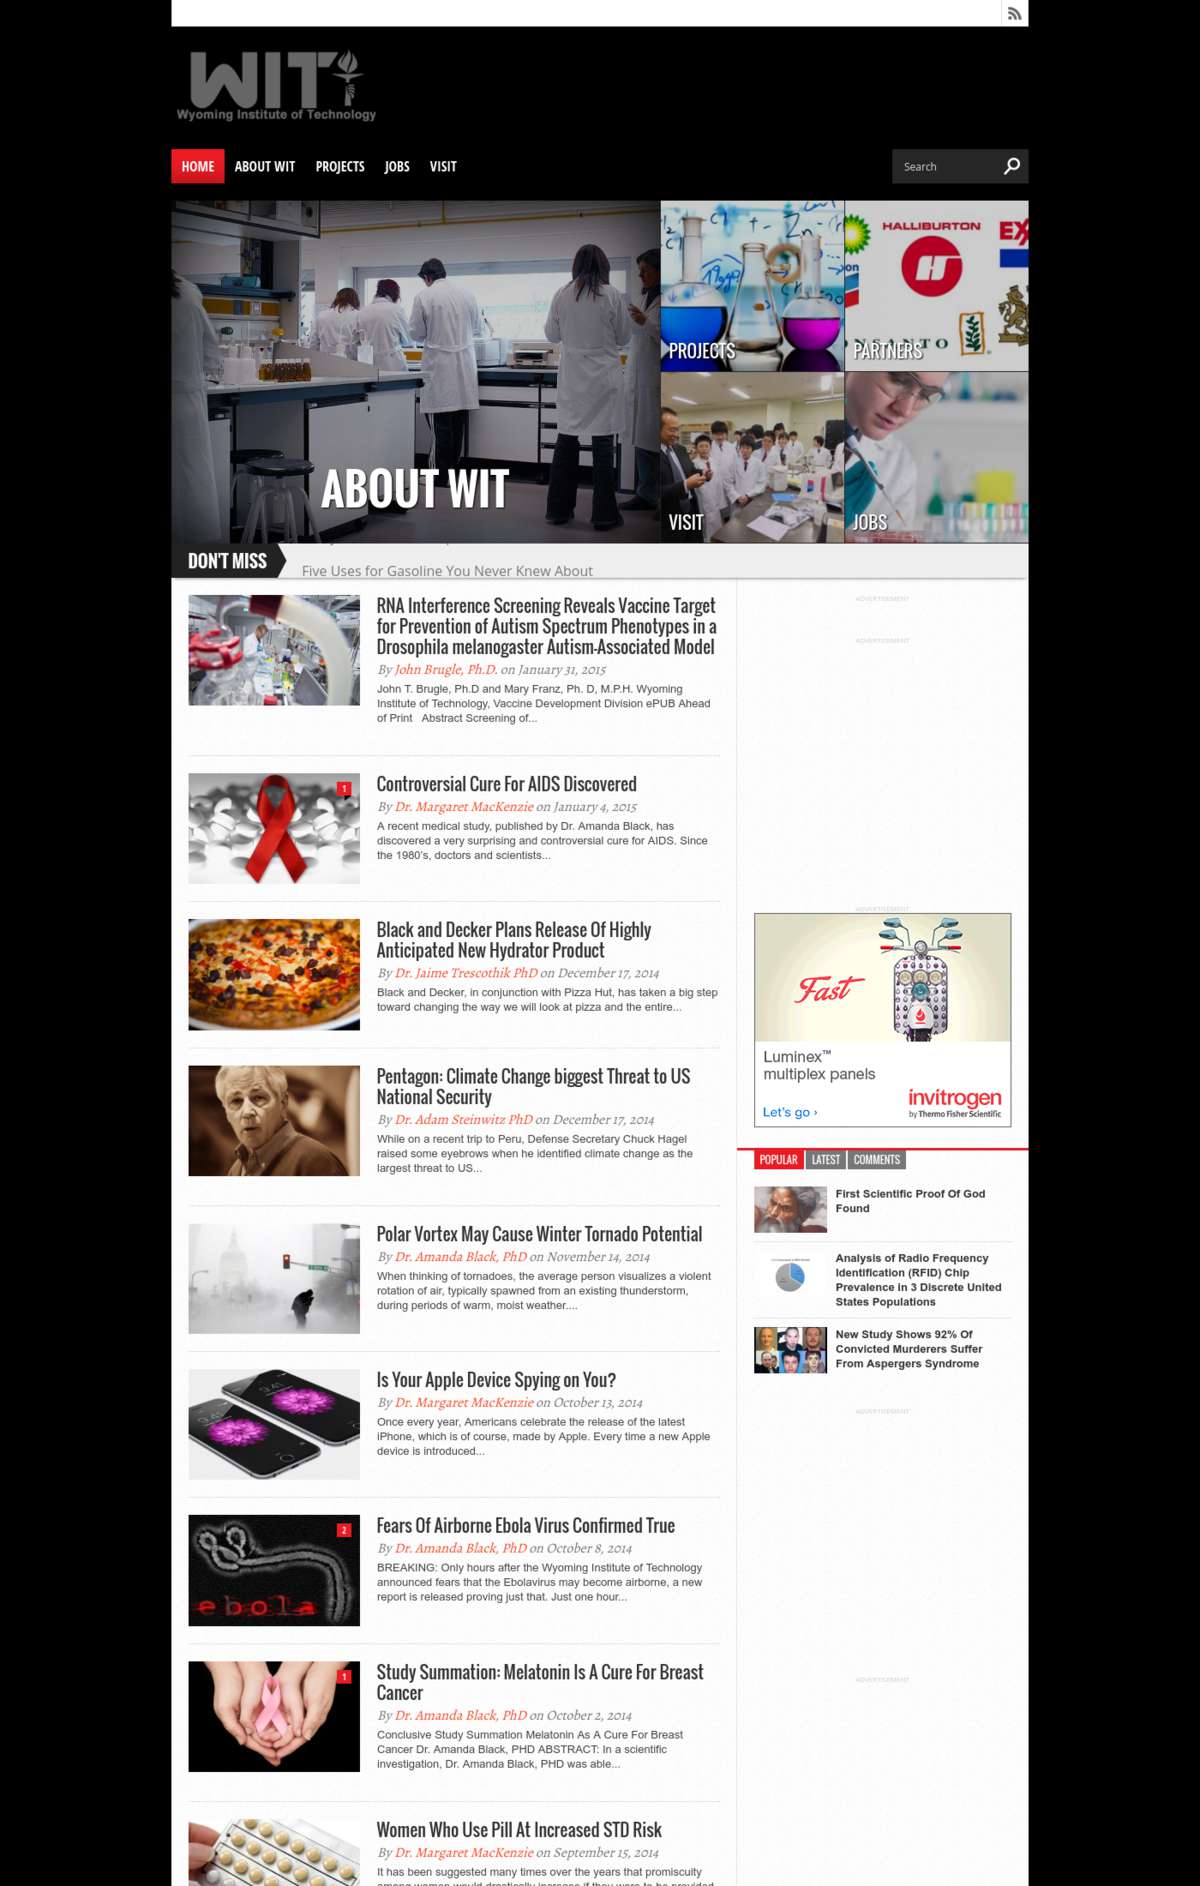 WIT
Wyoming Institute of Technology
HOME ABOUT WIT PROJECTS JOBS VISIT
Search
HALLIBURTON
PROJECTS
PARTNERS
ABOUT WIT
VISIT
JOBS
DON'T MISS
Five Uses for Gasoline You Never Knew About
RNA Interference Screening Reveals Vaccine Target
for Prevention of Autism Spectrum Phenotypes in a
Drosophila melanogaster Autism-Associated Model
By John Brugle, Ph.D. on January 31, 2015
John T. Brugle, Ph.D and Mary Franz, Ph. D, M.P.H. Wyoming
Institute of Technology, Vaccine Development Division ePUB Ahead
of Print Abstract Screening of...
1
Controversial Cure For AIDS Discovered
By Dr. Margaret MacKenzie on January 4, 2015
A recent medical study, published by Dr. Amanda Black, has
discovered a very surprising and controversial cure for AIDS. Since
the 1980's, doctors and scientists...
Black and Decker Plans Release Of Highly
Anticipated New Hydrator Product
By Dr. Jaime Trescothik PhD on December 17, 2014
Black and Decker, in conjunction with Pizza Hut, has taken a big step
toward changing the way we will look at pizza and the entire...
Pentagon: Climate Change biggest Threat to US
National Security
By Dr. Adam Steinwitz PhD on December 17, 2014
While on a recent trip to Peru, Defense Secretary Chuck Hagel
raised some eyebrows when he identified climate change as the
largest threat to US...
Polar Vortex May Cause Winter Tornado Potential
By Dr. Amanda Black, PhD on November 14, 2014
When thinking of tornadoes, the average person visualizes a violent
rotation of air, typically spawned from an existing thunderstorm,
during periods of warm, moist weather....
Is Your Apple Device Spying on You?
By Dr. Margaret MacKenzie on October 13, 2014
Once every year, Americans celebrate the release of the latest
iPhone, which is of course, made by Apple. Every time a new Apple
device is introduced...
2
ebola
Fears Of Airborne Ebola Virus Confirmed True
By Dr. Amanda Black, PhD on October 8, 2014
BREAKING: Only hours after the Wyoming Institute of Technology
announced fears that the Ebolavirus may become airborne, a new
report is released proving just that. Just one hour...
1
Study Summation: Melatonin Is A Cure For Breast
Cancer
By Dr. Amanda Black, PhD on October 2, 2014
Conclusive Study Summation Melatonin As A Cure For Breast
Cancer Dr. Amanda Black, PHD ABSTRACT: In a scientific
investigation, Dr. Amanda Black, PHD was able...
Women Who Use Pill At Increased STD Risk
By Dr. Margaret MacKenzie on September 15, 2014
It has been suggested many times over the years that promiscuity
ADVERTISEMENT
ADVERTISEMENT
ADVERTISEMENT
Fast
Luminex™
multiplex panels
invitrogen
by Thermo Fisher Scientific
Let's go ›
POPULAR LATEST COMMENTS
First Scientific Proof Of God
Found
Analysis of Radio Frequency
Identification (RFID) Chip
Prevalence in 3 Discrete United
States Populations
New Study Shows 92% Of
Convicted Murderers Suffer
From Aspergers Syndrome
ADVERTISEMENT
ADVERTISEMENT